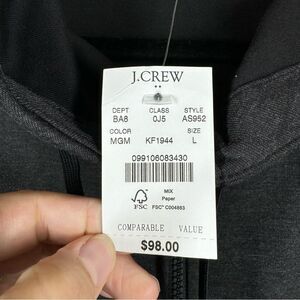 J.CREW
DEPT CLASS STYLE
BA8 0J5 AS952
COLOR SIZE
MGM KF1944 L
099106083430
FSC
MIX
Paper
FSC® C004863
COMPARABLE VALUE
$98.00